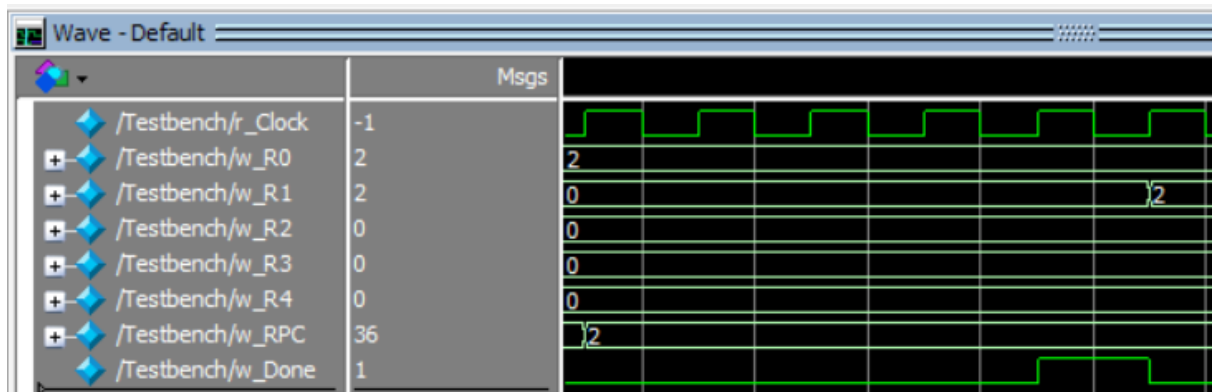 Wave - Default
Msgs
/Testbench/r_Clock -1
/Testbench/w_R0 2 2
/Testbench/w_R1 2 0 2
/Testbench/w_R2 0 0
/Testbench/w_R3 0 0
/Testbench/w_R4 0 0
/Testbench/w_RPC 36 2
/Testbench/w_Done 1